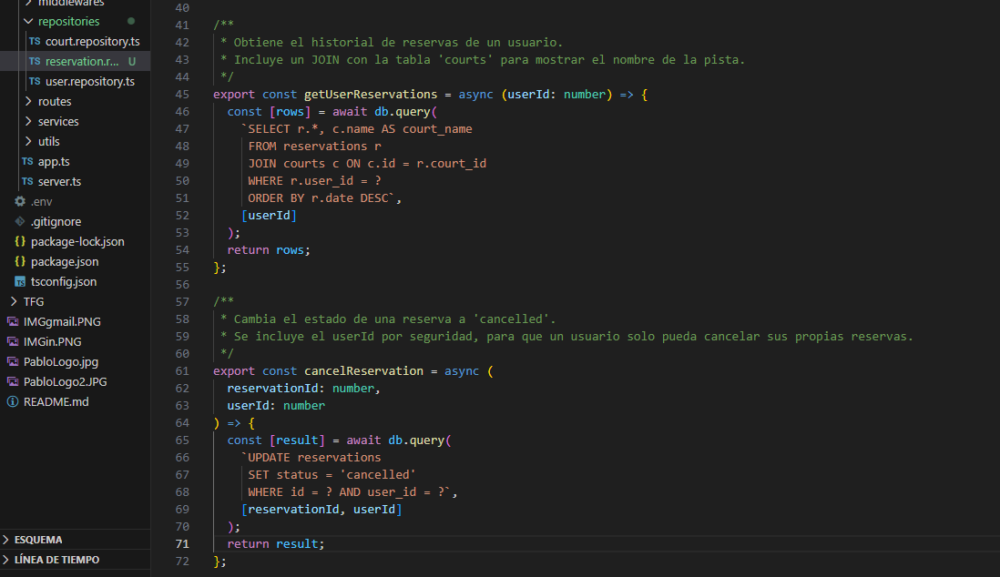 middlewares
repositories
TS court.repository.ts
TS reservation.r... U
TS user.repository.ts
routes
services
utils
TS app.ts
TS server.ts
.env
.gitignore
{} package-lock.json
{} package.json
TS tsconfig.json
TFG
IMGgmail.PNG
IMGin.PNG
PabloLogo.jpg
PabloLogo2.JPG
README.md
ESQUEMA
LÍNEA DE TIEMPO
40
41 /**
42 * Obtiene el historial de reservas de un usuario.
43 * Incluye un JOIN con la tabla 'courts' para mostrar el nombre de la pista.
44 */
45 export const getUserReservations = async (userId: number) => {
46 const [rows] = await db.query(
47 `SELECT r.*, c.name AS court_name
48 FROM reservations r
49 JOIN courts c ON c.id = r.court_id
50 WHERE r.user_id = ?
51 ORDER BY r.date DESC`,
52 [userId]
53 );
54 return rows;
55 };
56
57 /**
58 * Cambia el estado de una reserva a 'cancelled'.
59 * Se incluye el userId por seguridad, para que un usuario solo pueda cancelar sus propias reservas.
60 */
61 export const cancelReservation = async (
62 reservationId: number,
63 userId: number
64 ) => {
65 const [result] = await db.query(
66 `UPDATE reservations
67 SET status = 'cancelled'
68 WHERE id = ? AND user_id = ?`,
69 [reservationId, userId]
70 );
71 return result;
72 };